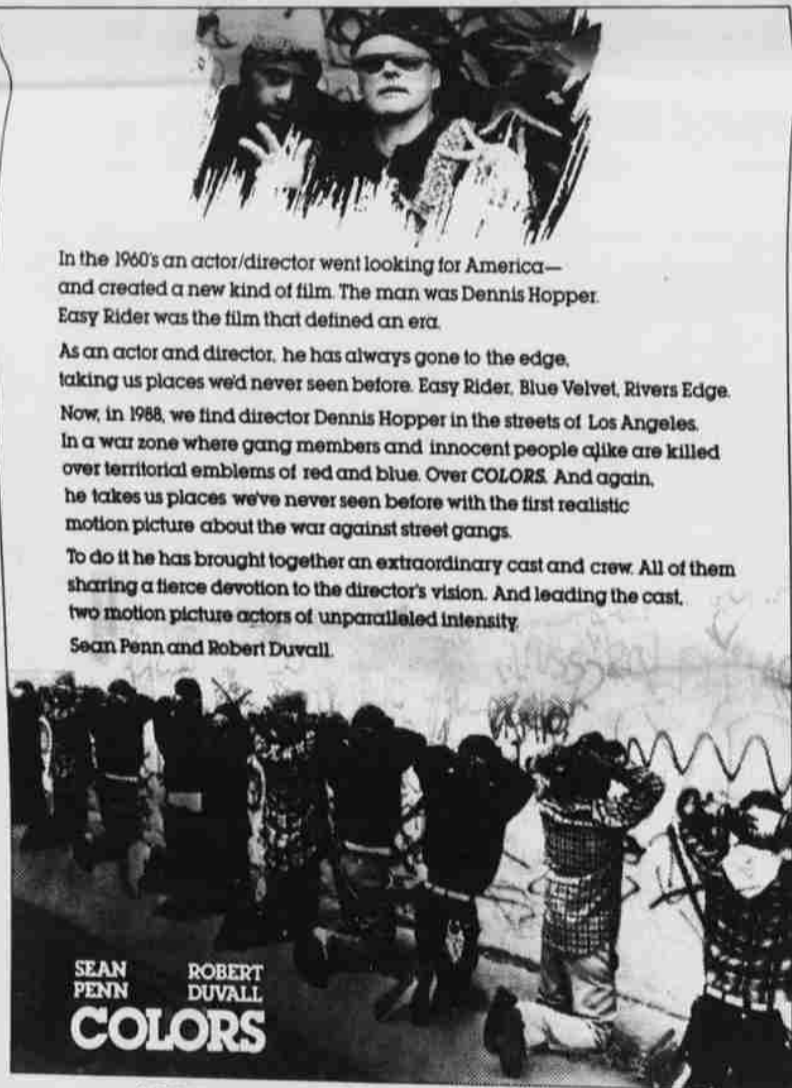 In the 1960's an actor/director went looking for America—
and created a new kind of film. The man was Dennis Hopper.
Easy Rider was the film that defined an era.
As an actor and director, he has always gone to the edge,
taking us places we'd never seen before. Easy Rider, Blue Velvet, Rivers Edge.
Now, in 1988, we find director Dennis Hopper in the streets of Los Angeles.
In a war zone where gang members and innocent people alike are killed
over territorial emblems of red and blue. Over COLORS. And again,
he takes us places we've never seen before with the first realistic
motion picture about the war against street gangs.
To do it he has brought together an extraordinary cast and crew. All of them
sharing a fierce devotion to the director's vision. And leading the cast,
two motion picture actors of unparalleled intensity.
Sean Penn and Robert Duvall.
SEAN ROBERT
PENN DUVALL
COLORS